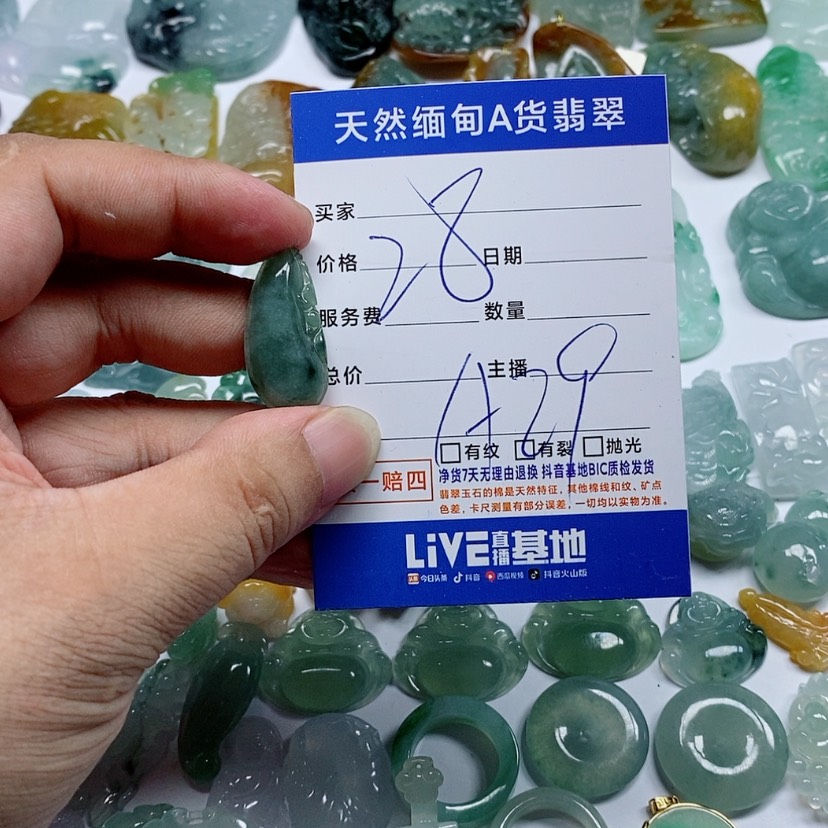 天然缅甸A货翡翠
买家
28
价格 日期
服务费 数量
总价 主播
A29
有纹 有裂 抛光
一赔四
净货7天无理由退换 抖音基地BIC质检发货
翡翠玉石的棉是天然特征，其他棉线和纹、矿点
色差，卡尺测量有部分误差，一切均以实物为准。
LiVE直播基地
头条 今日头条 抖音 西瓜视频 抖音火山版